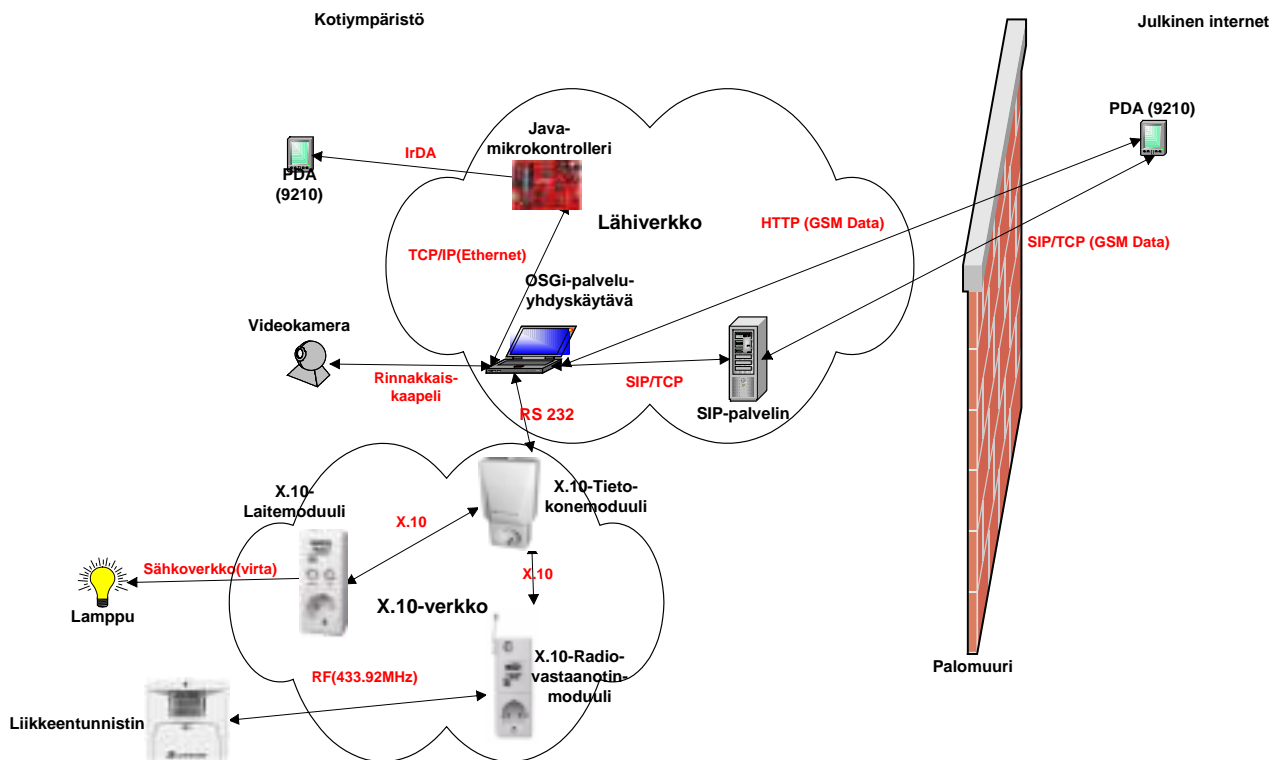 Kotiympäristö
Julkinen internet
PDA (9210)
Java-
mikrokontrolleri
IrDA
PDA
(9210)
Lähiverkko
HTTP (GSM Data)
SIP/TCP (GSM Data)
TCP/IP(Ethernet)
OSGi-palvelu-
yhdyskäytävä
Videokamera
Rinnakkais-
kaapeli
SIP/TCP
RS 232
SIP-palvelin
X.10-
Laitemoduuli
X.10-Tieto-
konemoduuli
X.10
Sähkoverkko(virta)
X.10
Lamppu
X.10-verkko
X.10-Radio-
vastaanotin-
moduuli
Palomuuri
RF(433.92MHz)
Liikkeentunnistin